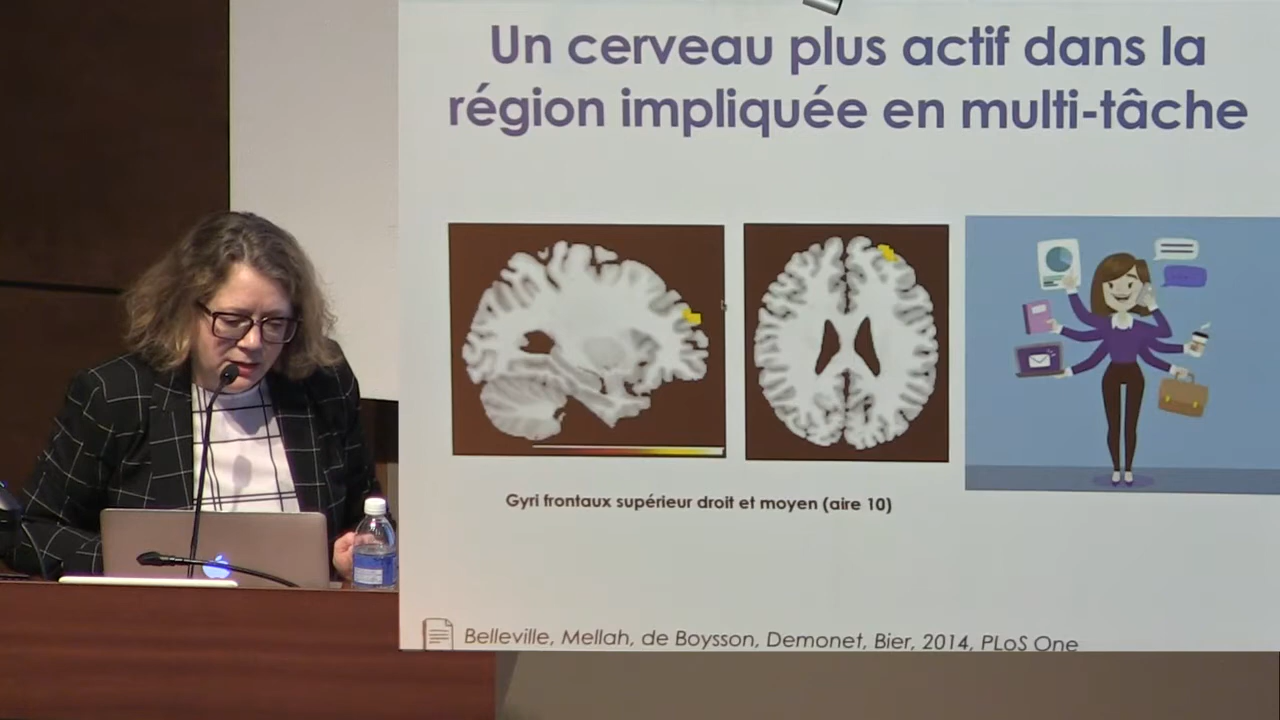 Un cerveau plus actif dans la
région impliquée en multi-tâche
Gyri frontaux supérieur droit et moyen (aire 10)
Belleville, Mellah, de Boysson, Demonet, Bier, 2014, PLoS One